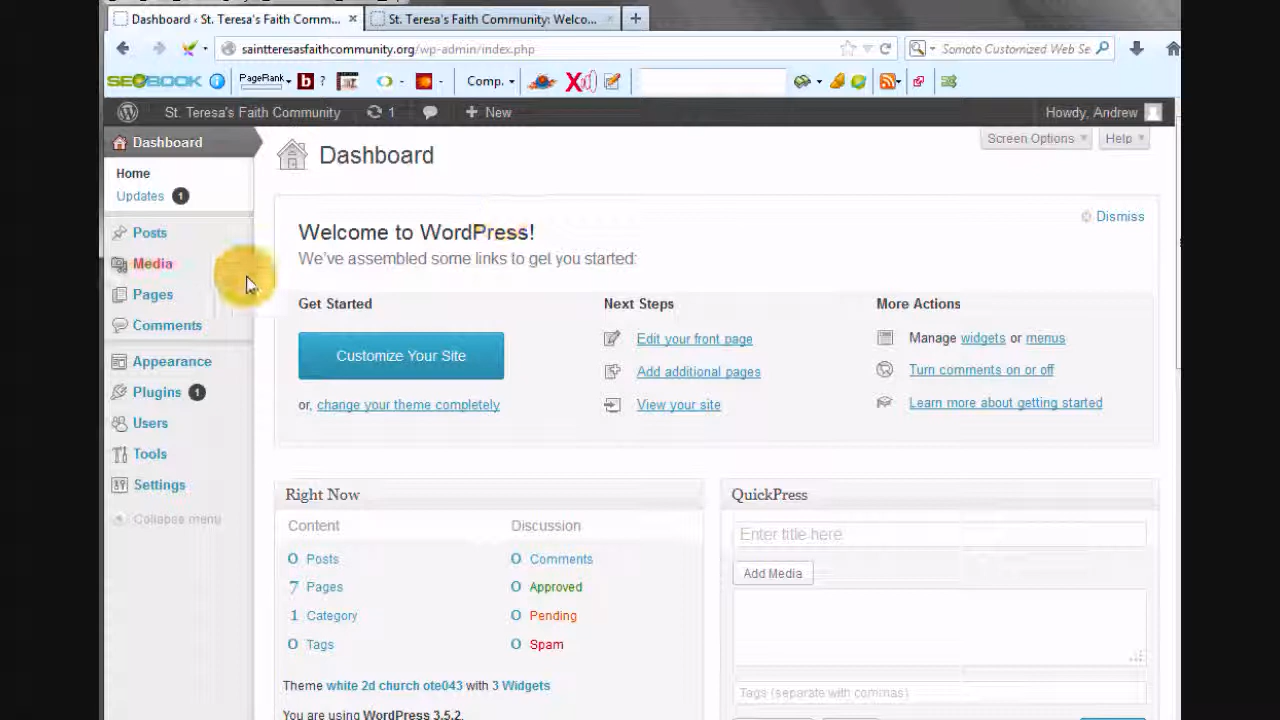 Dashboard ‹ St. Teresa's Faith Comm... × St. Teresa's Faith Community: Welco... × +
saintteresasfaithcommunity.org/wp-admin/index.php Somoto Customized Web Se
SEOBOOK PageRank b ? Comp. X
St. Teresa's Faith Community 1 + New Howdy, Andrew
Dashboard
Home
Updates 1
Posts
Media
Pages
Comments
Appearance
Plugins 1
Users
Tools
Settings
Collapse menu
Screen Options Help
Dashboard
Dismiss
Welcome to WordPress!
We've assembled some links to get you started:
Get Started
Customize Your Site
or, change your theme completely
Next Steps
Edit your front page
Add additional pages
View your site
More Actions
Manage widgets or menus
Turn comments on or off
Learn more about getting started
Right Now
Content Discussion
0 Posts 0 Comments
7 Pages 0 Approved
1 Category 0 Pending
0 Tags 0 Spam
Theme white 2d church ote043 with 3 Widgets
You are using WordPress 3.5.2.
QuickPress
Enter title here
Add Media
Tags (separate with commas)